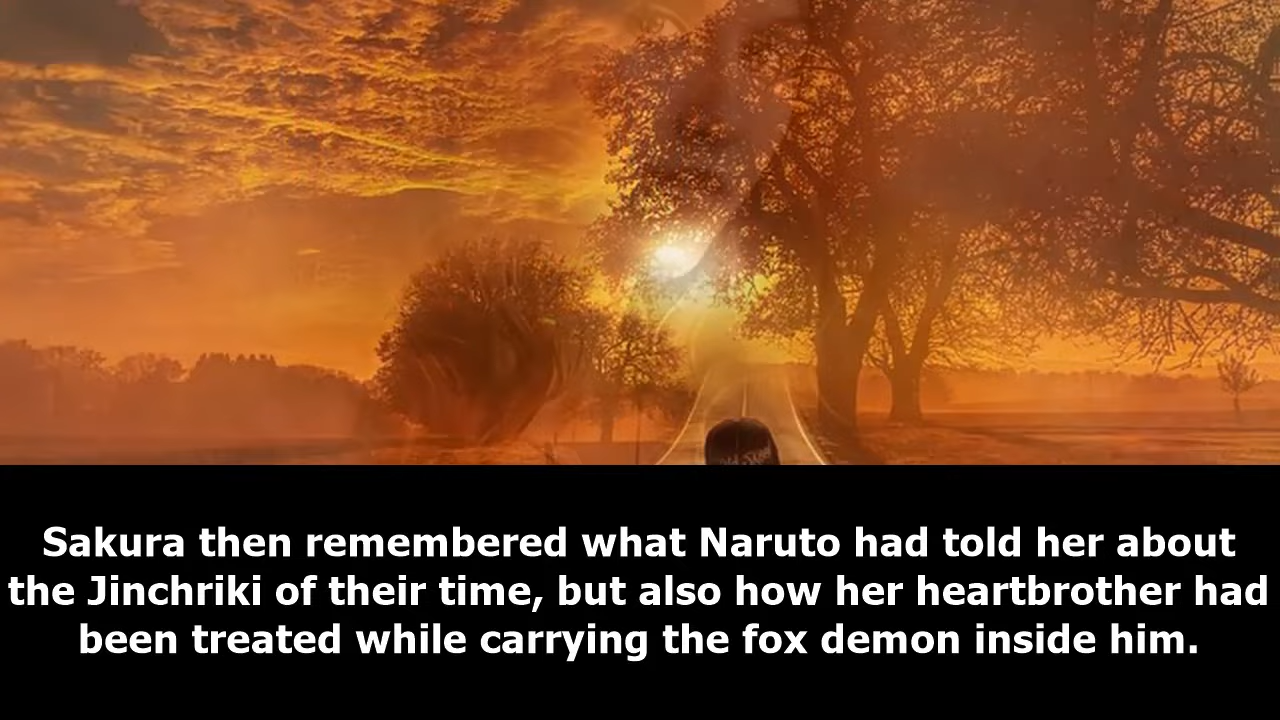 Sakura then remembered what Naruto had told her about
the Jinchriki of their time, but also how her heartbrother had
been treated while carrying the fox demon inside him.